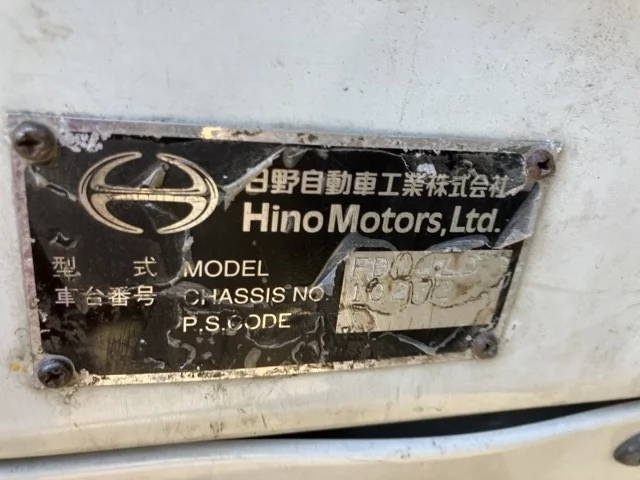 日野自動車工業株式会社
Hino Motors, Ltd.
型 式 MODEL
車台番号 CHASSIS NO.
P.S.CODE